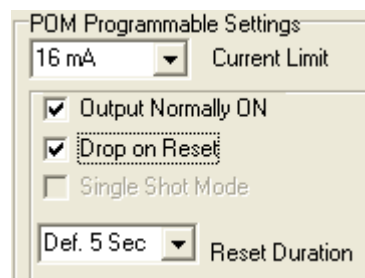 POM Programmable Settings
16 mA Current Limit
Output Normally ON
Drop on Reset
Single Shot Mode
Def. 5 Sec Reset Duration